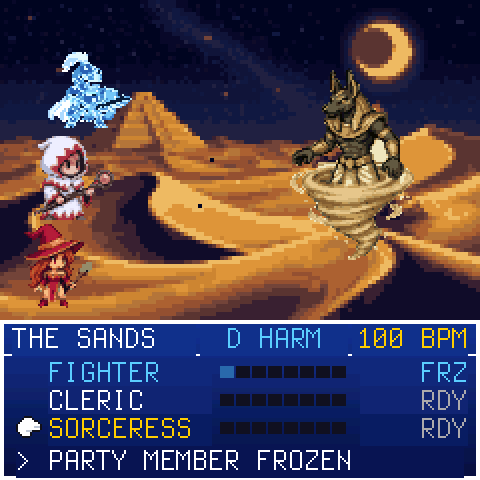 THE SANDS D HARM 100 BPM
FIGHTER FRZ
CLERIC RDY
SORCERESS RDY
> PARTY MEMBER FROZEN